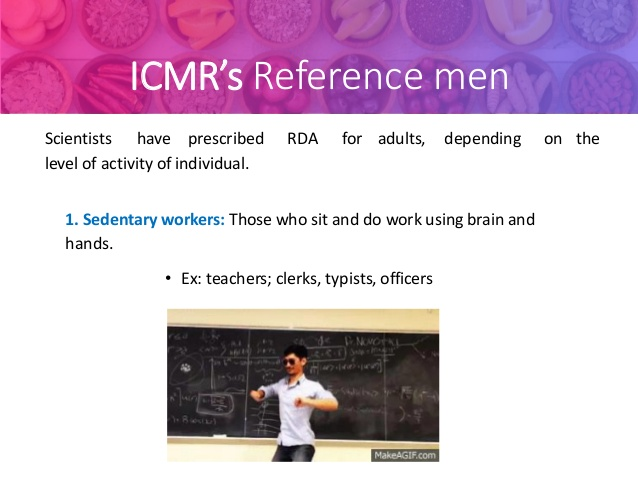 ICMR's Reference men
Scientists have prescribed RDA for adults, depending on the
level of activity of individual.
1. Sedentary workers: Those who sit and do work using brain and
hands.
• Ex: teachers; clerks, typists, officers
MakeAGIF.com